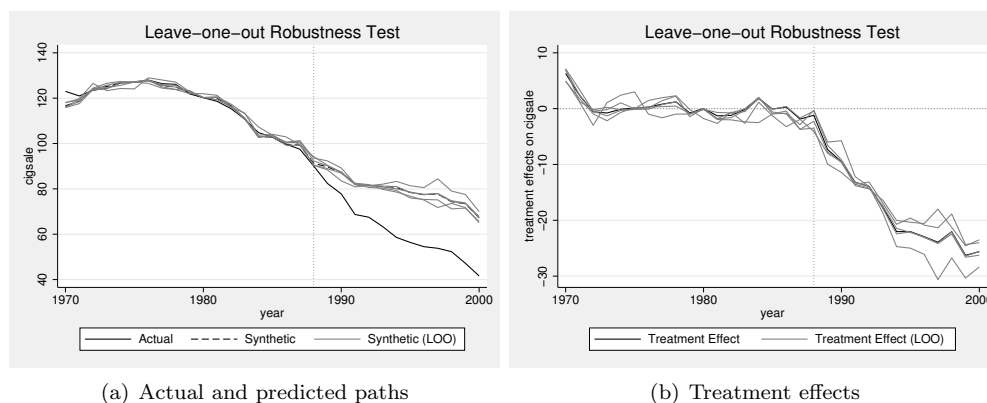 Leave−one−out Robustness Test
cigsale
140
120
100
80
60
40
1970
1980
1990
2000
year
Actual
Synthetic
Synthetic (LOO)
(a) Actual and predicted paths
Leave−one−out Robustness Test
treatment effects on cigsale
10
0
−10
−20
−30
1970
1980
1990
2000
year
Treatment Effect
Treatment Effect (LOO)
(b) Treatment effects